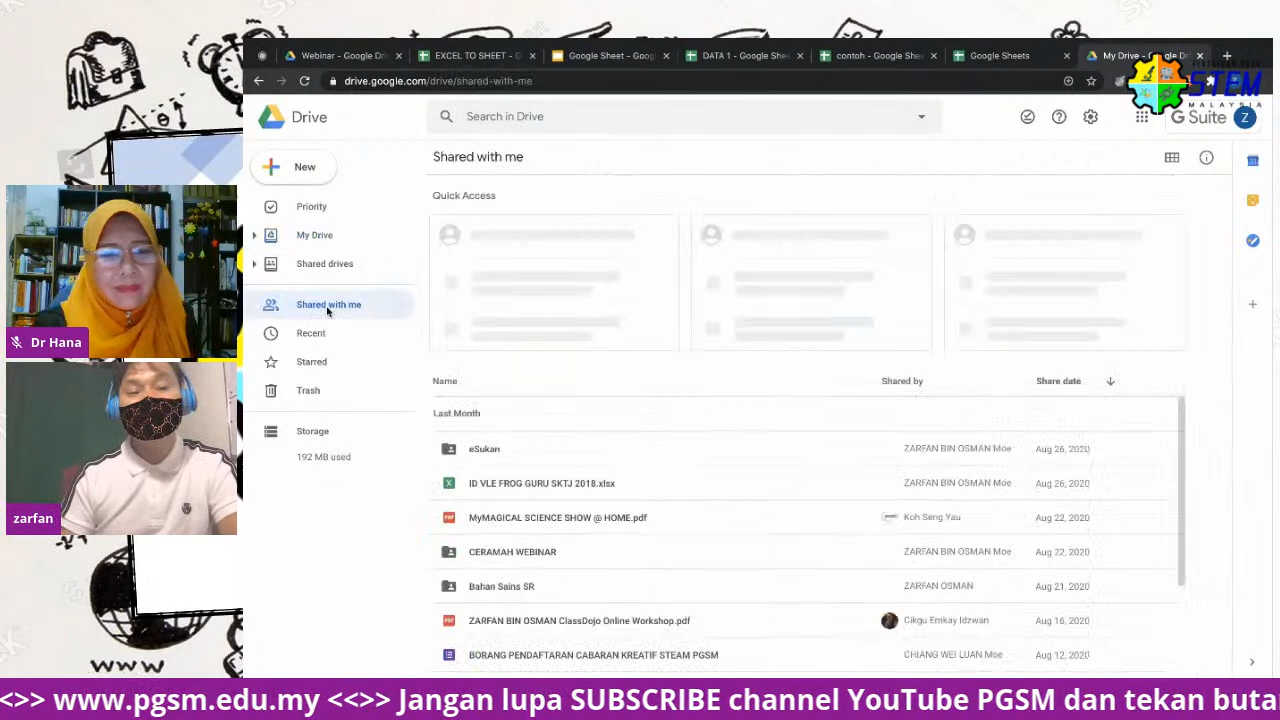 Webinar - Google Dri
EXCEL TO SHEET - G
Google Sheet - Goog
DATA 1 - Google Shee
contoh - Google She
Google Sheets
My Drive - Google Dri
drive.google.com/drive/shared-with-me
STEM
MALAYSIA
Drive
Search in Drive
G Suite
Z
New
Shared with me
Quick Access
Priority
My Drive
Shared drives
Shared with me
Recent
Starred
Trash
Storage
192 MB used
Name Shared by Share date
Last Month
eSukan ZARFAN BIN OSMAN Moe Aug 26, 2020
ID VLE FROG GURU SKTJ 2018.xlsx ZARFAN BIN OSMAN Moe Aug 26, 2020
MyMAGICAL SCIENCE SHOW @ HOME.pdf Koh Seng Yau Aug 22, 2020
CERAMAH WEBINAR ZARFAN BIN OSMAN Moe Aug 22, 2020
Bahan Sains SR ZARFAN OSMAN Aug 21, 2020
ZARFAN BIN OSMAN ClassDojo Online Workshop.pdf Cikgu Emkay Idzwan Aug 16, 2020
BORANG PENDAFTARAN CABARAN KREATIF STEAM PGSM CHIANG WEI LUAN Moe Aug 12, 2020
Dr Hana
zarfan
www
<>> www.pgsm.edu.my <<>> Jangan lupa SUBSCRIBE channel YouTube PGSM dan tekan buta